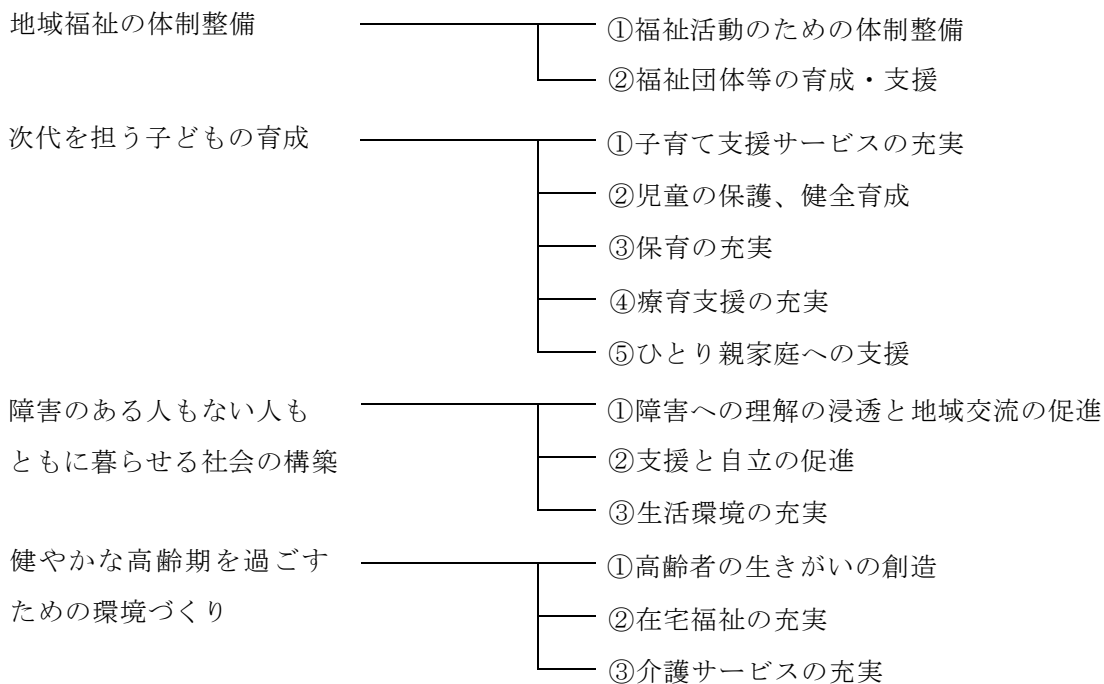 地域福祉の体制整備
①福祉活動のための体制整備
②福祉団体等の育成・支援
次代を担う子どもの育成
①子育て支援サービスの充実
②児童の保護、健全育成
③保育の充実
④療育支援の充実
⑤ひとり親家庭への支援
障害のある人もない人も
ともに暮らせる社会の構築
①障害への理解の浸透と地域交流の促進
②支援と自立の促進
③生活環境の充実
健やかな高齢期を過ごす
ための環境づくり
①高齢者の生きがいの創造
②在宅福祉の充実
③介護サービスの充実